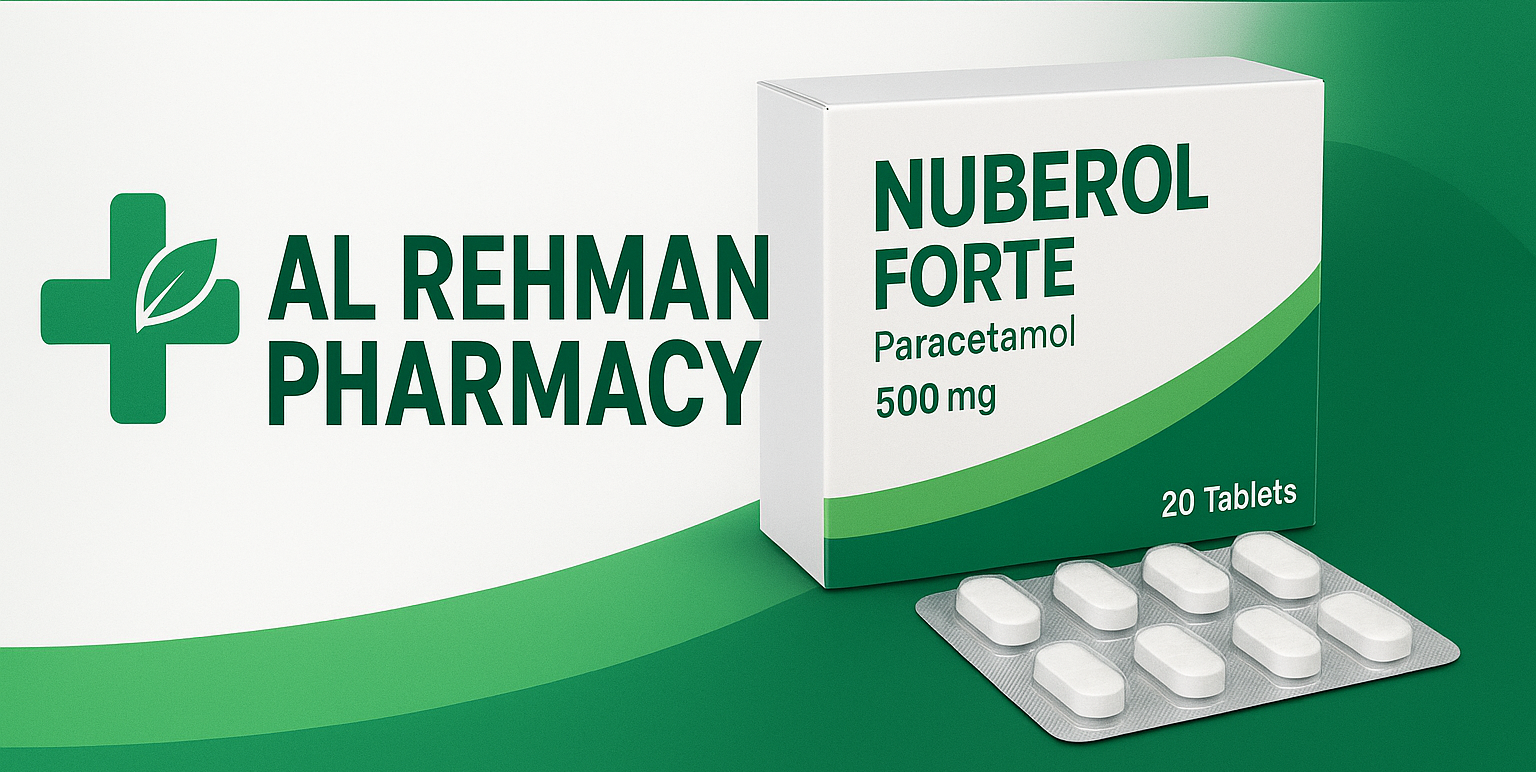 AL REHMAN
PHARMACY
NUBEROL
FORTE
Paracetamol
500 mg
20 Tablets